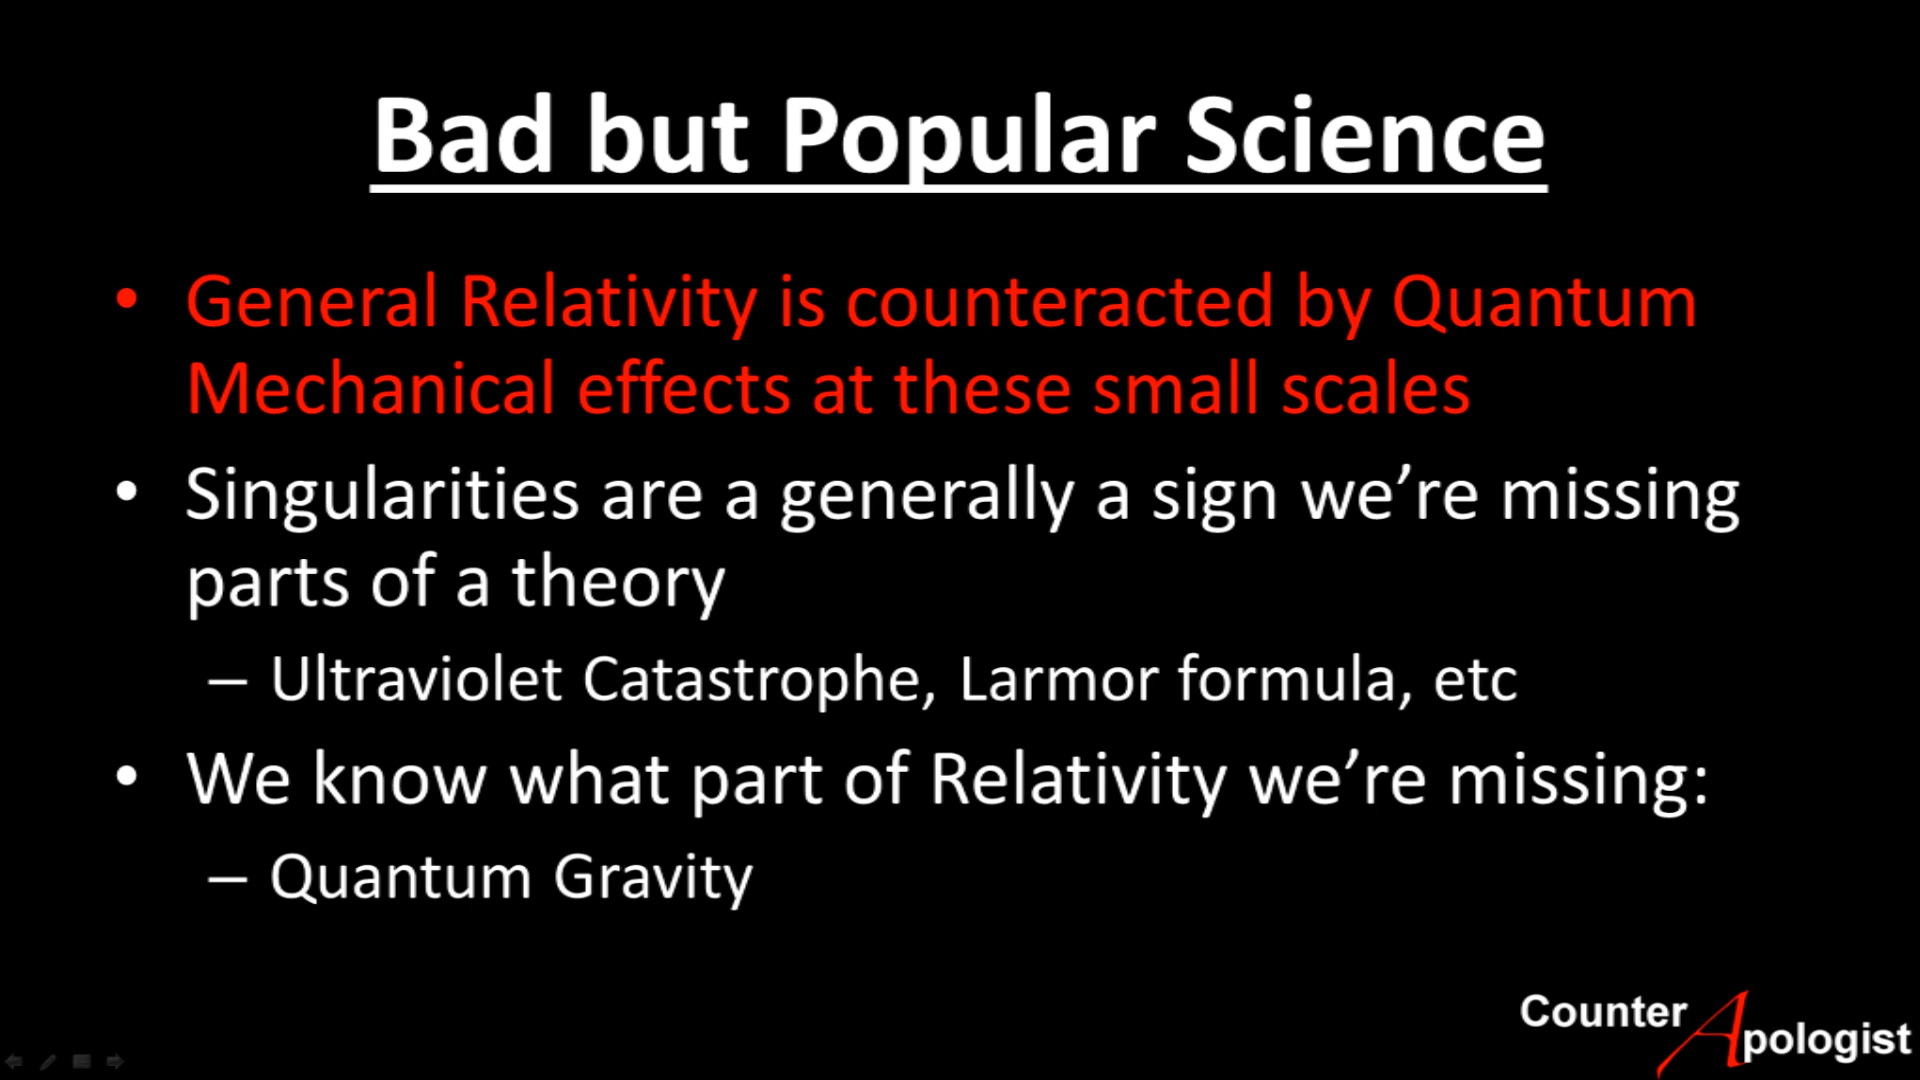 Bad but Popular Science
• General Relativity is counteracted by Quantum
Mechanical effects at these small scales
• Singularities are a generally a sign we’re missing
parts of a theory
– Ultraviolet Catastrophe, Larmor formula, etc
• We know what part of Relativity we’re missing:
– Quantum Gravity
Counter
Apologist